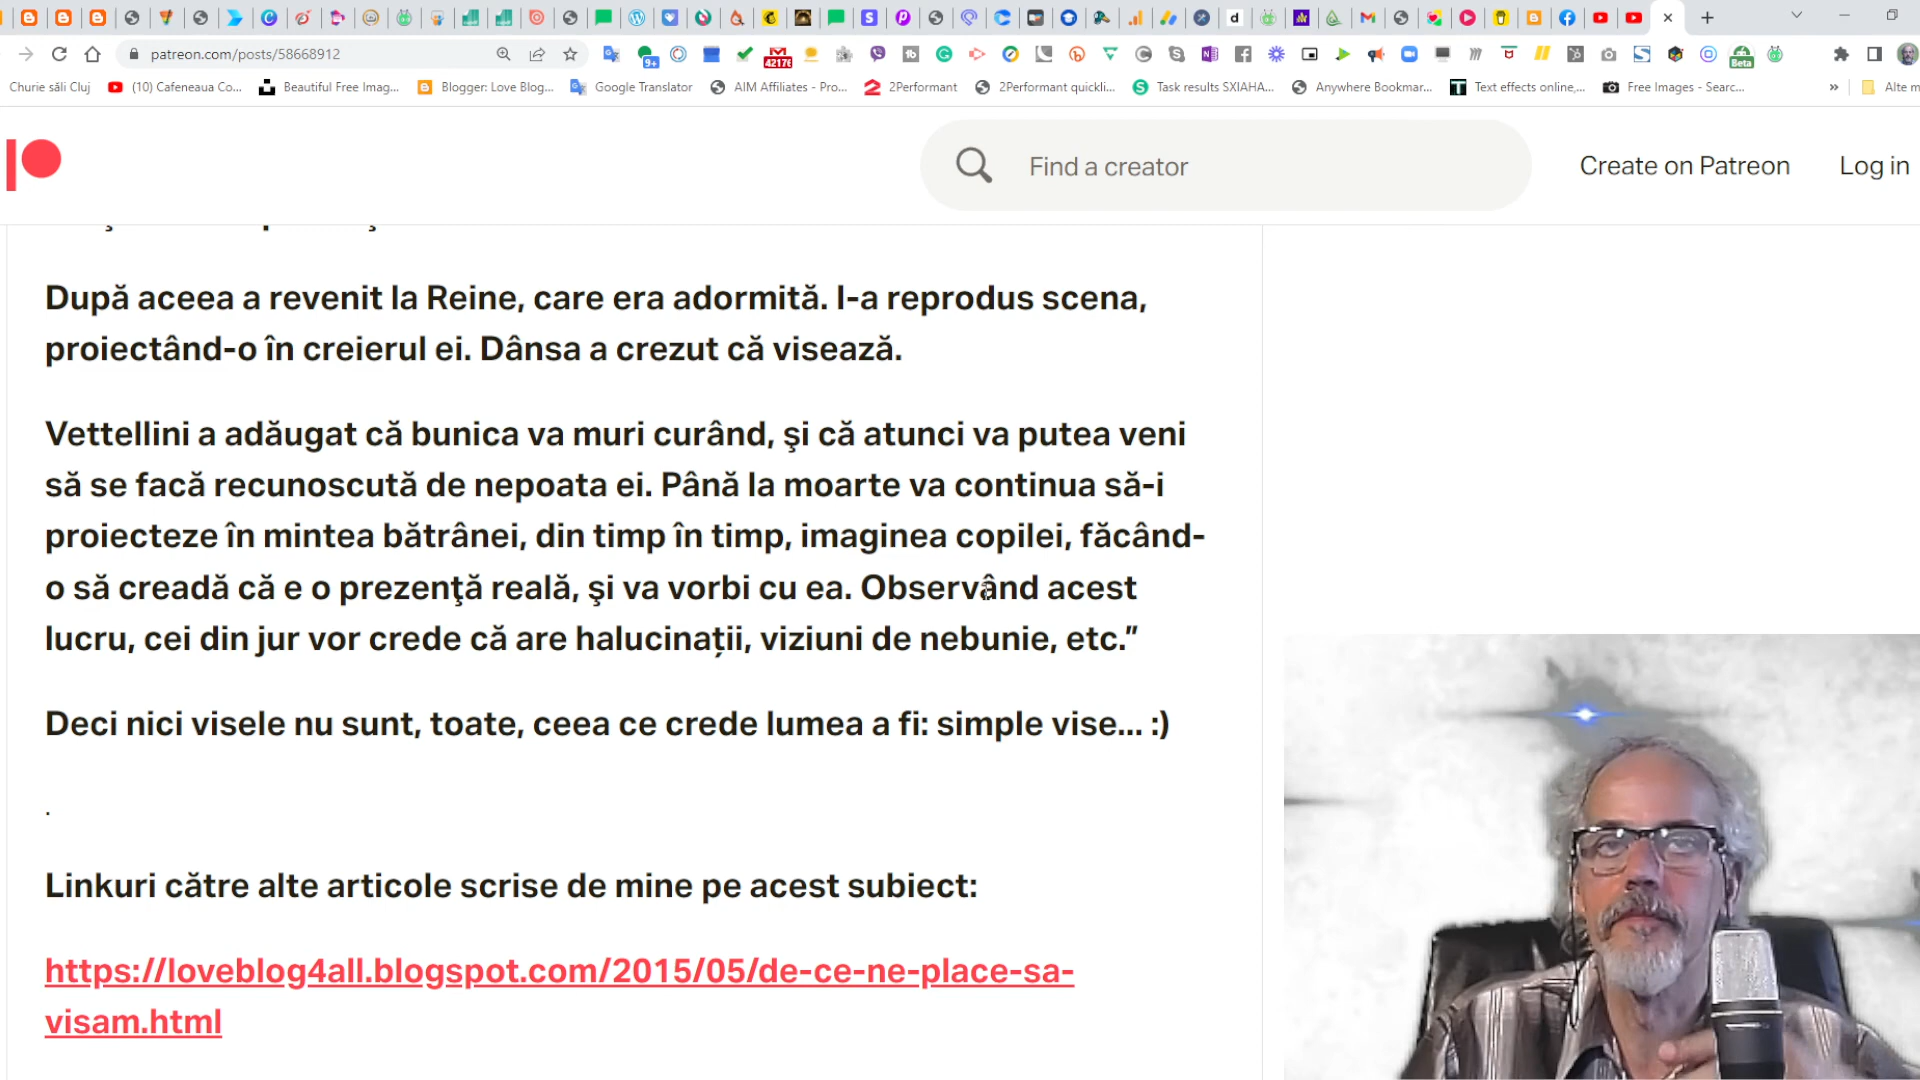 patreon.com/posts/58668912
9+
42176
Beta
Churie săli Cluj
(10) Cafeneaua Co...
Beautiful Free Imag...
Blogger: Love Blog...
Google Translator
AIM Affiliates - Pro...
2Performant
2Performant quickli...
Task results SXIAHA...
Anywhere Bookmar...
Text effects online,...
Free Images - Searc...
»
Alte m
Find a creator
Create on Patreon
Log in
După aceea a revenit la Reine, care era adormită. I-a reprodus scena,
proiectând-o în creierul ei. Dânsa a crezut că visează.
Vettellini a adăugat că bunica va muri curând, şi că atunci va putea veni
să se facă recunoscută de nepoata ei. Până la moarte va continua să-i
proiecteze în mintea bătrânei, din timp în timp, imaginea copilei, făcând-
o să creadă că e o prezenţă reală, şi va vorbi cu ea. Observând acest
lucru, cei din jur vor crede că are halucinații, viziuni de nebunie, etc.”
Deci nici visele nu sunt, toate, ceea ce crede lumea a fi: simple vise... :)
.
Linkuri către alte articole scrise de mine pe acest subiect:
https://loveblog4all.blogspot.com/2015/05/de-ce-ne-place-sa-
visam.html